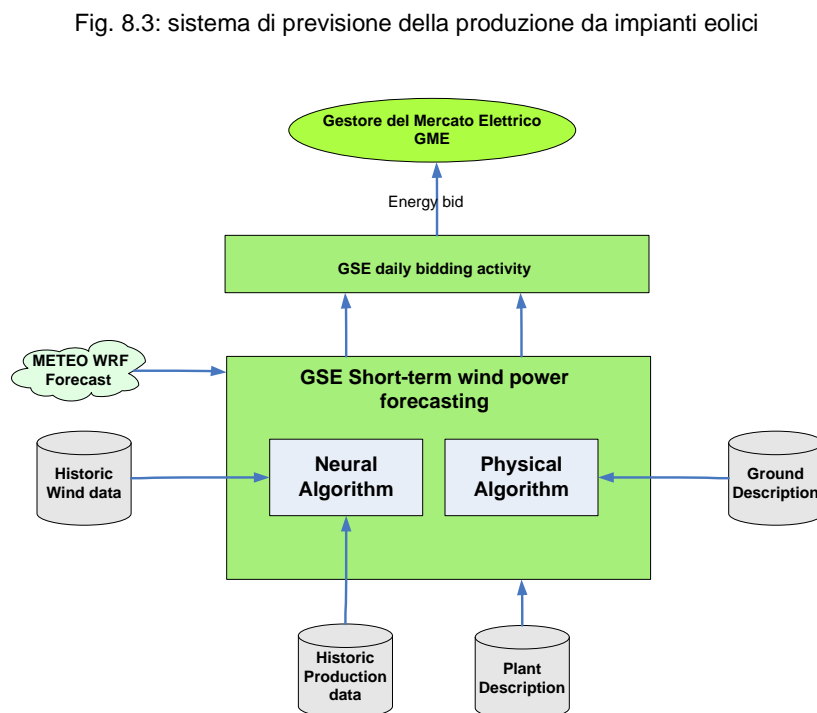 Fig. 8.3: sistema di previsione della produzione da impianti eolici
Gestore del Mercato Elettrico
GME
Energy bid
GSE daily bidding activity
METEO WRF
Forecast
GSE Short-term wind power
forecasting
Historic
Wind data
Neural
Algorithm
Physical
Algorithm
Ground
Description
Historic
Production
data
Plant
Description